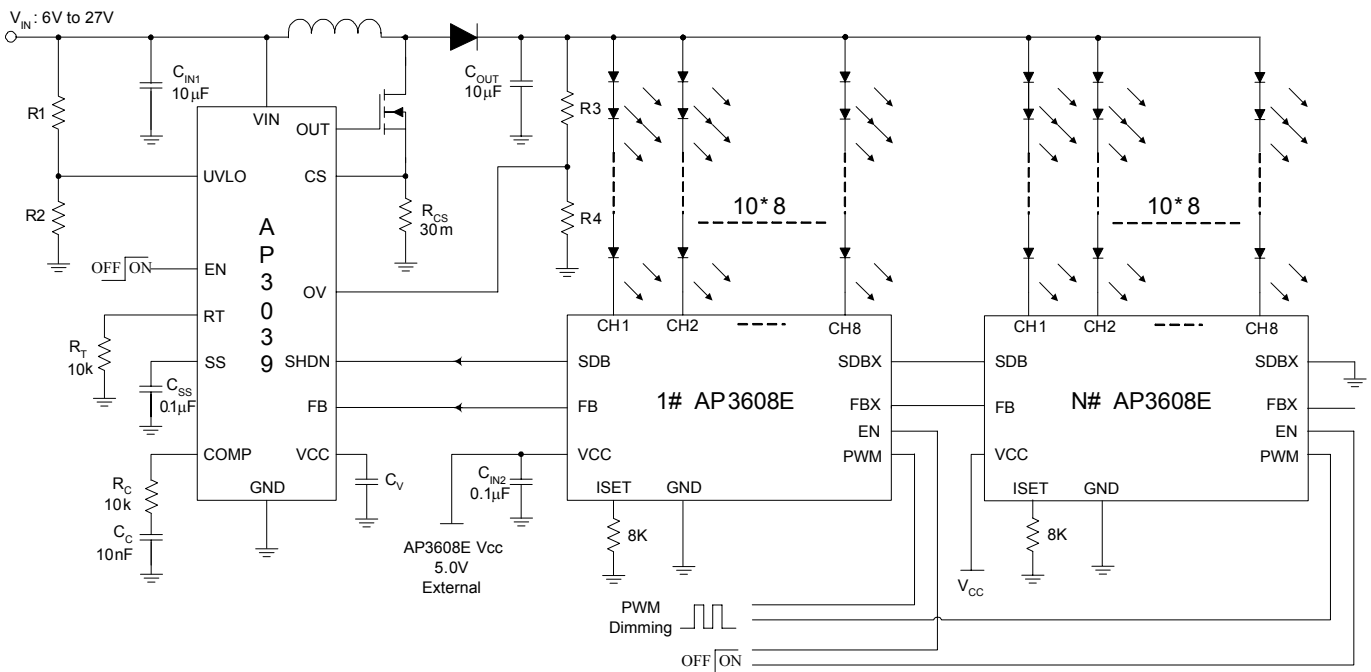 VIN: 6V to 27V
CIN1
10μF
COUT
10μF
R1
R2
R3
R4
VIN
OUT
UVLO
CS
RCS
30m
AP3039
OFF ON
EN
OV
RT
RT
10k
SS
CSS
0.1μF
SHDN
FB
COMP
VCC
RC
10k
CC
10nF
GND
CV
10*8
10*8
CH1
CH2
CH8
SDB
SDBX
1# AP3608E
FB
FBX
EN
VCC
PWM
ISET
GND
CIN2
0.1μF
8K
AP3608E Vcc
5.0V
External
CH1
CH2
CH8
SDB
SDBX
N# AP3608E
FB
FBX
EN
VCC
PWM
ISET
GND
8K
VCC
PWM
Dimming
OFF ON